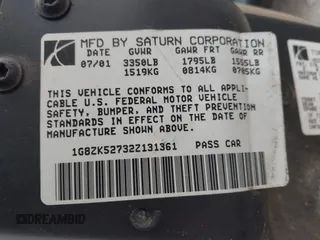 MFD BY SATURN CORPORATION
DATE GVWR GAWR FRT GAWR RR
07/01 3350LB 1795LB 1555LB
1519KG 0814KG 0705KG
THIS VEHICLE CONFORMS TO ALL APPLI-
CABLE U.S. FEDERAL MOTOR VEHICLE
SAFETY, BUMPER, AND THEFT PREVENTION
STANDARDS IN EFFECT ON THE DATE OF
MANUFACTURE SHOWN ABOVE.
1G8ZK52732Z131361 PASS CAR
DREAMBID